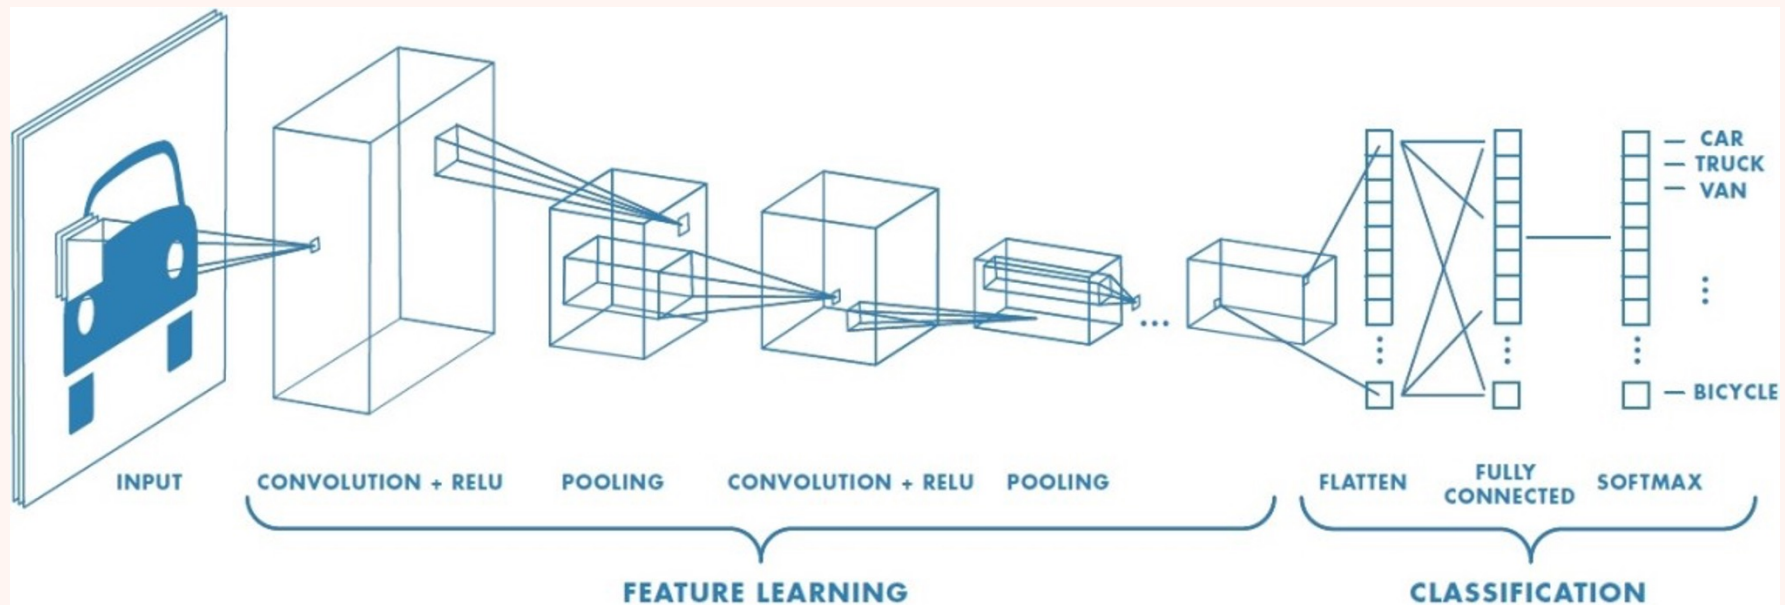 CAR
TRUCK
VAN
BICYCLE
INPUT
CONVOLUTION + RELU
POOLING
CONVOLUTION + RELU
POOLING
FLATTEN
FULLY
CONNECTED
SOFTMAX
FEATURE LEARNING
CLASSIFICATION